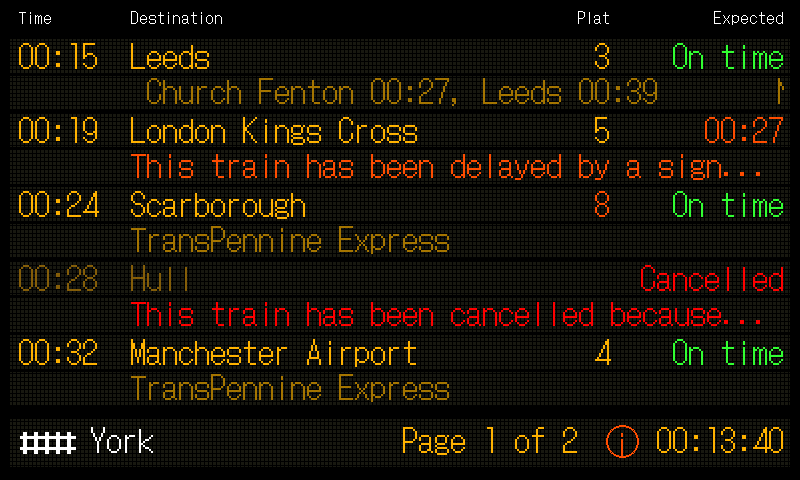 Time Destination Plat Expected
00:15 Leeds 3 On time
Church Fenton 00:27, Leeds 00:39
00:19 London Kings Cross 5 00:27
This train has been delayed by a sign...
00:24 Scarborough 8 On time
TransPennine Express
00:28 Hull Cancelled
This train has been cancelled because...
00:32 Manchester Airport 4 On time
TransPennine Express
York Page 1 of 2 00:13:40